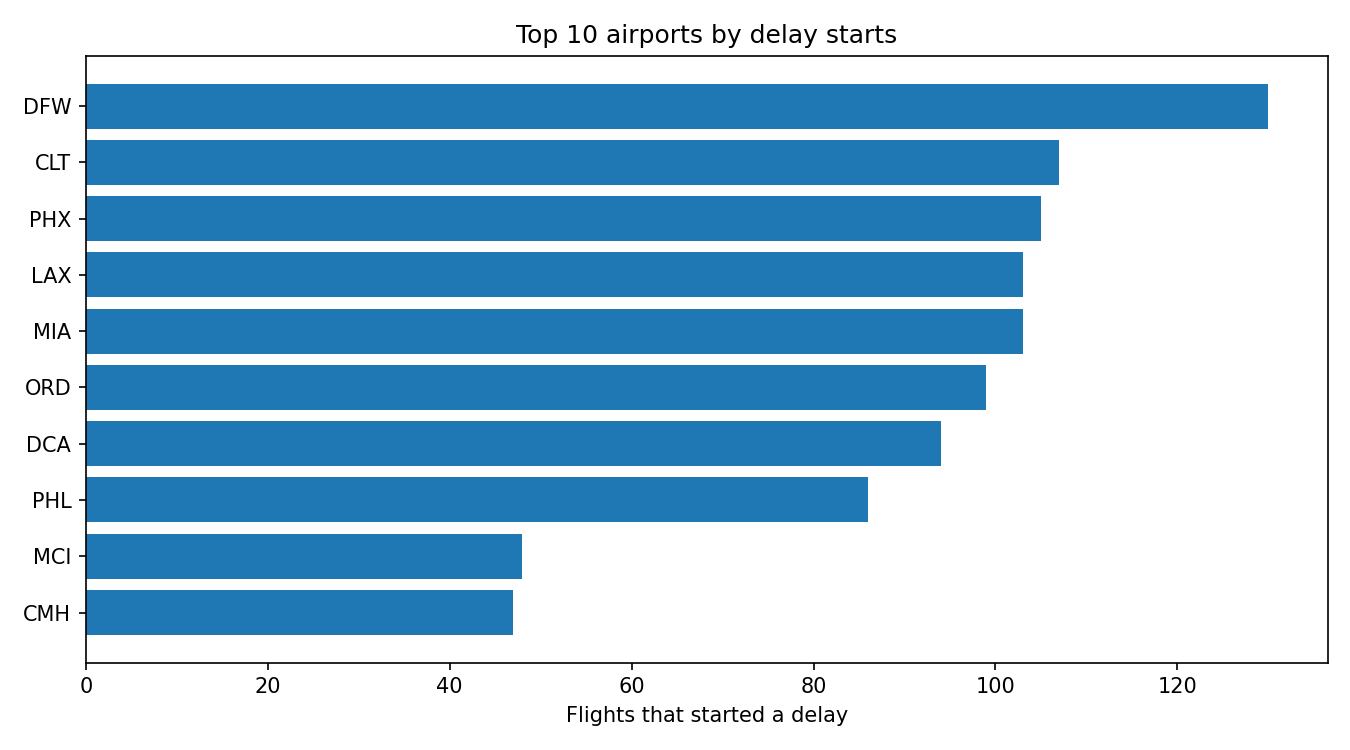 Top 10 airports by delay starts
DFW
CLT
PHX
LAX
MIA
ORD
DCA
PHL
MCI
CMH
0 20 40 60 80 100 120
Flights that started a delay